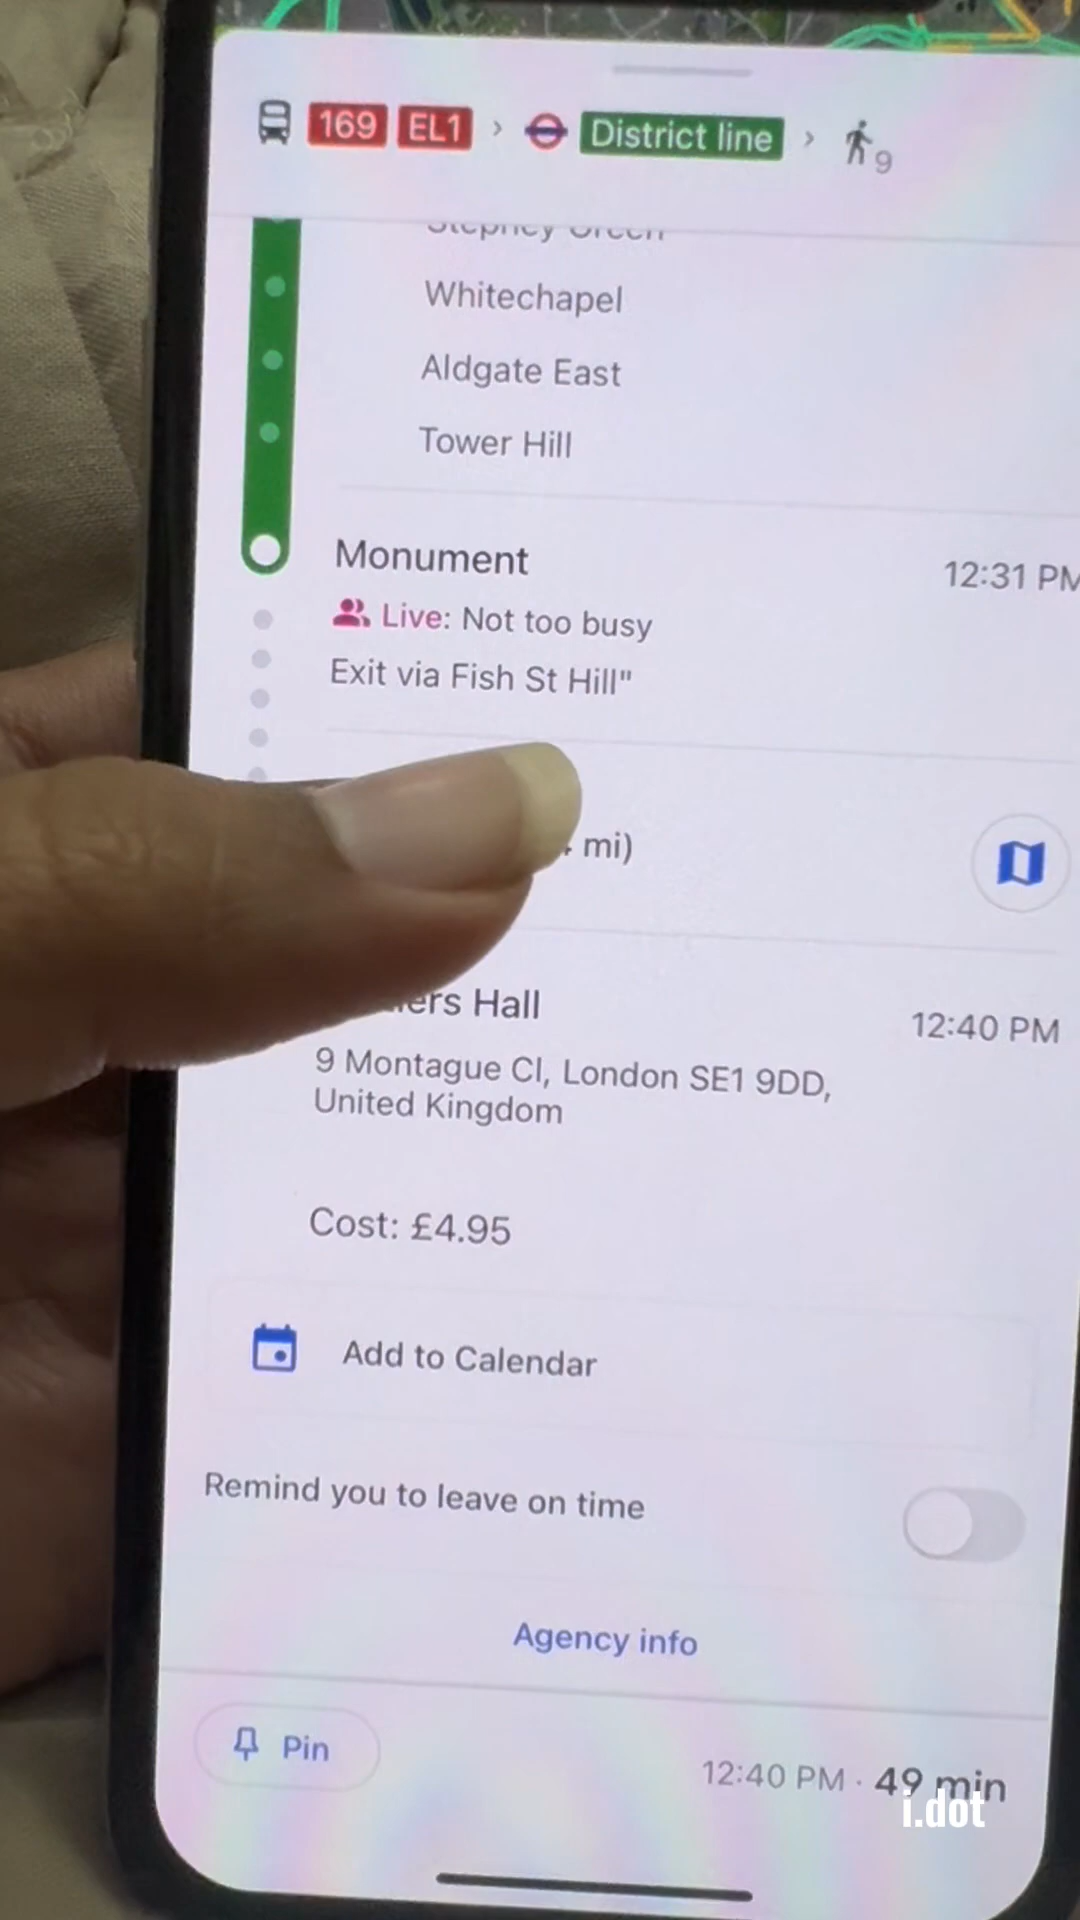 169 EL1 › District line › 9
Stepney Green
Whitechapel
Aldgate East
Tower Hill
Monument 12:31 PM
Live: Not too busy
Exit via Fish St Hill"
mi)
Hall 12:40 PM
9 Montague Cl, London SE1 9DD,
United Kingdom
Cost: £4.95
Add to Calendar
Remind you to leave on time
Agency info
Pin 12:40 PM · 49 min
i.dot